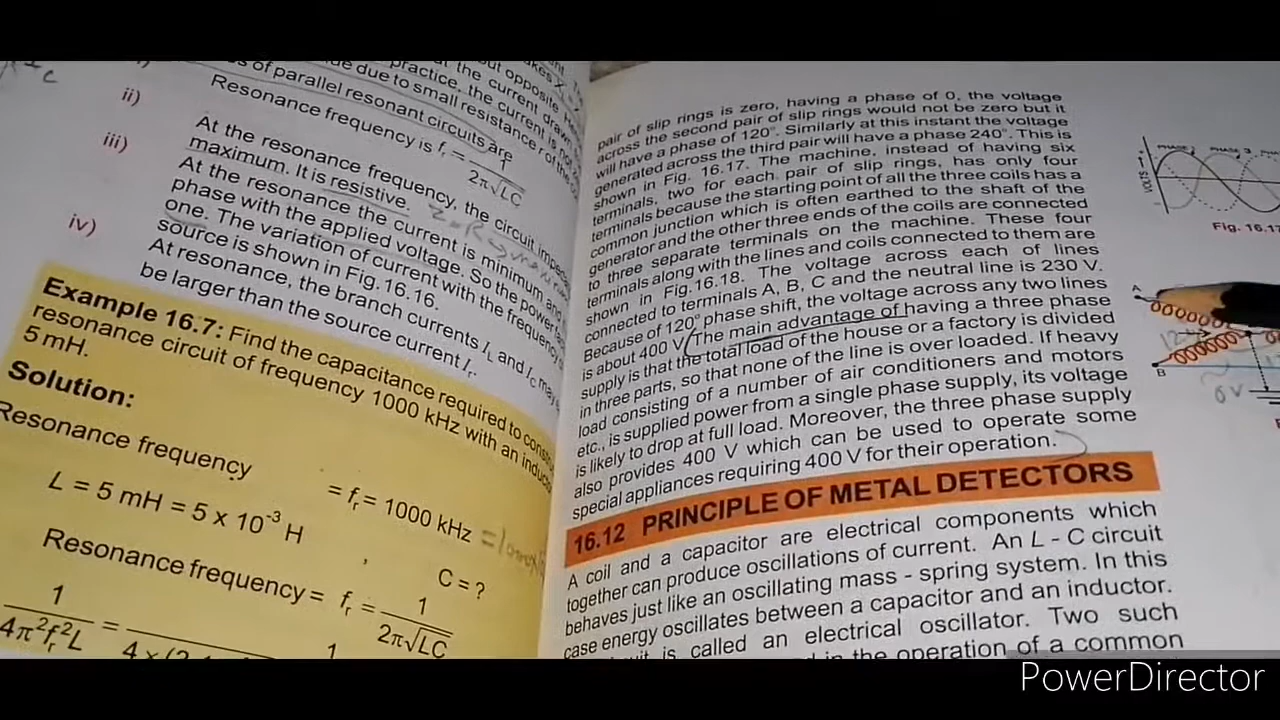 but opposite
practice, the current drawn
due to small resistance r of the
s of parallel resonant circuits are
ii)
Resonance frequency is fr = 1 / 2π√LC
iii)
At the resonance frequency, the circuit
maximum. It is resistive.
At the resonance the current is minimum and
phase with the applied voltage. So the power
one. The variation of current with the frequency
source is shown in Fig. 16.16.
iv)
At resonance, the branch currents IL and IC may
be larger than the source current Ir.
Example 16.7: Find the capacitance required to
resonance circuit of frequency 1000 kHz with an
5 mH.
Solution:
Resonance frequency
= fr = 1000 kHz
L = 5 mH = 5 x 10⁻³ H , C = ?
Resonance frequency = fr = 1 / 2π√LC
1 / 4π²fr²L =
pair of slip rings is zero, having a phase of 0, the voltage
across the second pair of slip rings would not be zero but it
will have a phase of 120°. Similarly at this instant the voltage
generated across the third pair will have a phase 240°. This is
shown in Fig. 16.17. The machine, instead of having six
terminals, two for each pair of slip rings, has only four
terminals because the starting point of all the three coils has a
common junction which is often earthed to the shaft of the
generator and the other three ends of the coils are connected
to three separate terminals on the machine. These four
terminals along with the lines and coils connected to them are
shown in Fig.16.18. The voltage across each of lines
connected to terminals A, B, C and the neutral line is 230 V.
Because of 120° phase shift, the voltage across any two lines
is about 400 V. The main advantage of having a three phase
supply is that the total load of the house or a factory is divided
in three parts, so that none of the line is over loaded. If heavy
load consisting of a number of air conditioners and motors
etc., is supplied power from a single phase supply, its voltage
is likely to drop at full load. Moreover, the three phase supply
also provides 400 V which can be used to operate some
special appliances requiring 400 V for their operation.
16.12 PRINCIPLE OF METAL DETECTORS
A coil and a capacitor are electrical components which
together can produce oscillations of current. An L - C circuit
behaves just like an oscillating mass - spring system. In this
case energy oscillates between a capacitor and an inductor.
is called an electrical oscillator. Two such
in the operation of a common
VOLTS
Fig. 16.17
A
B
0V
PowerDirector